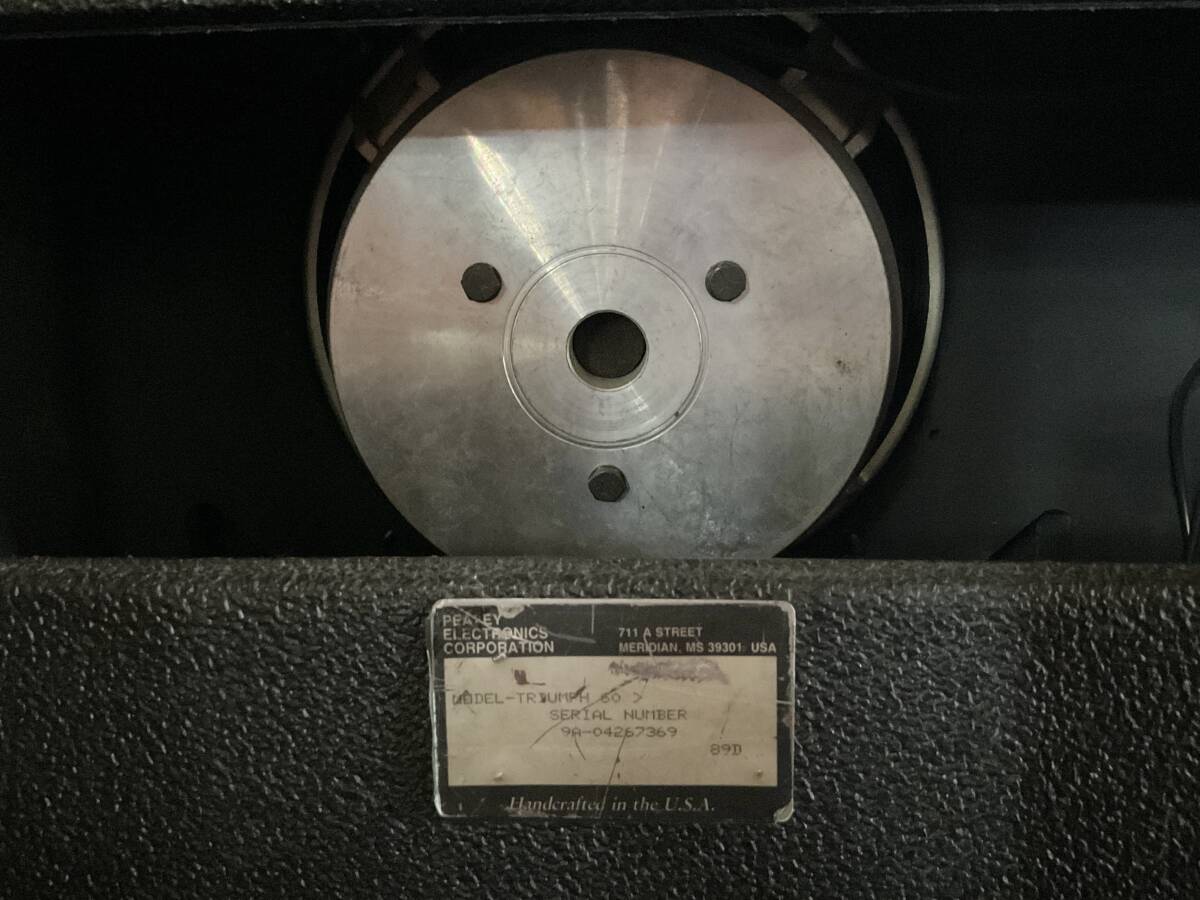 PEAVEY
ELECTRONICS
CORPORATION
711 A STREET
MERIDIAN, MS 39301 USA
MODEL-TRIUMPH 60 >
SERIAL NUMBER
9A-04267369
89D
Handcrafted in the U.S.A.